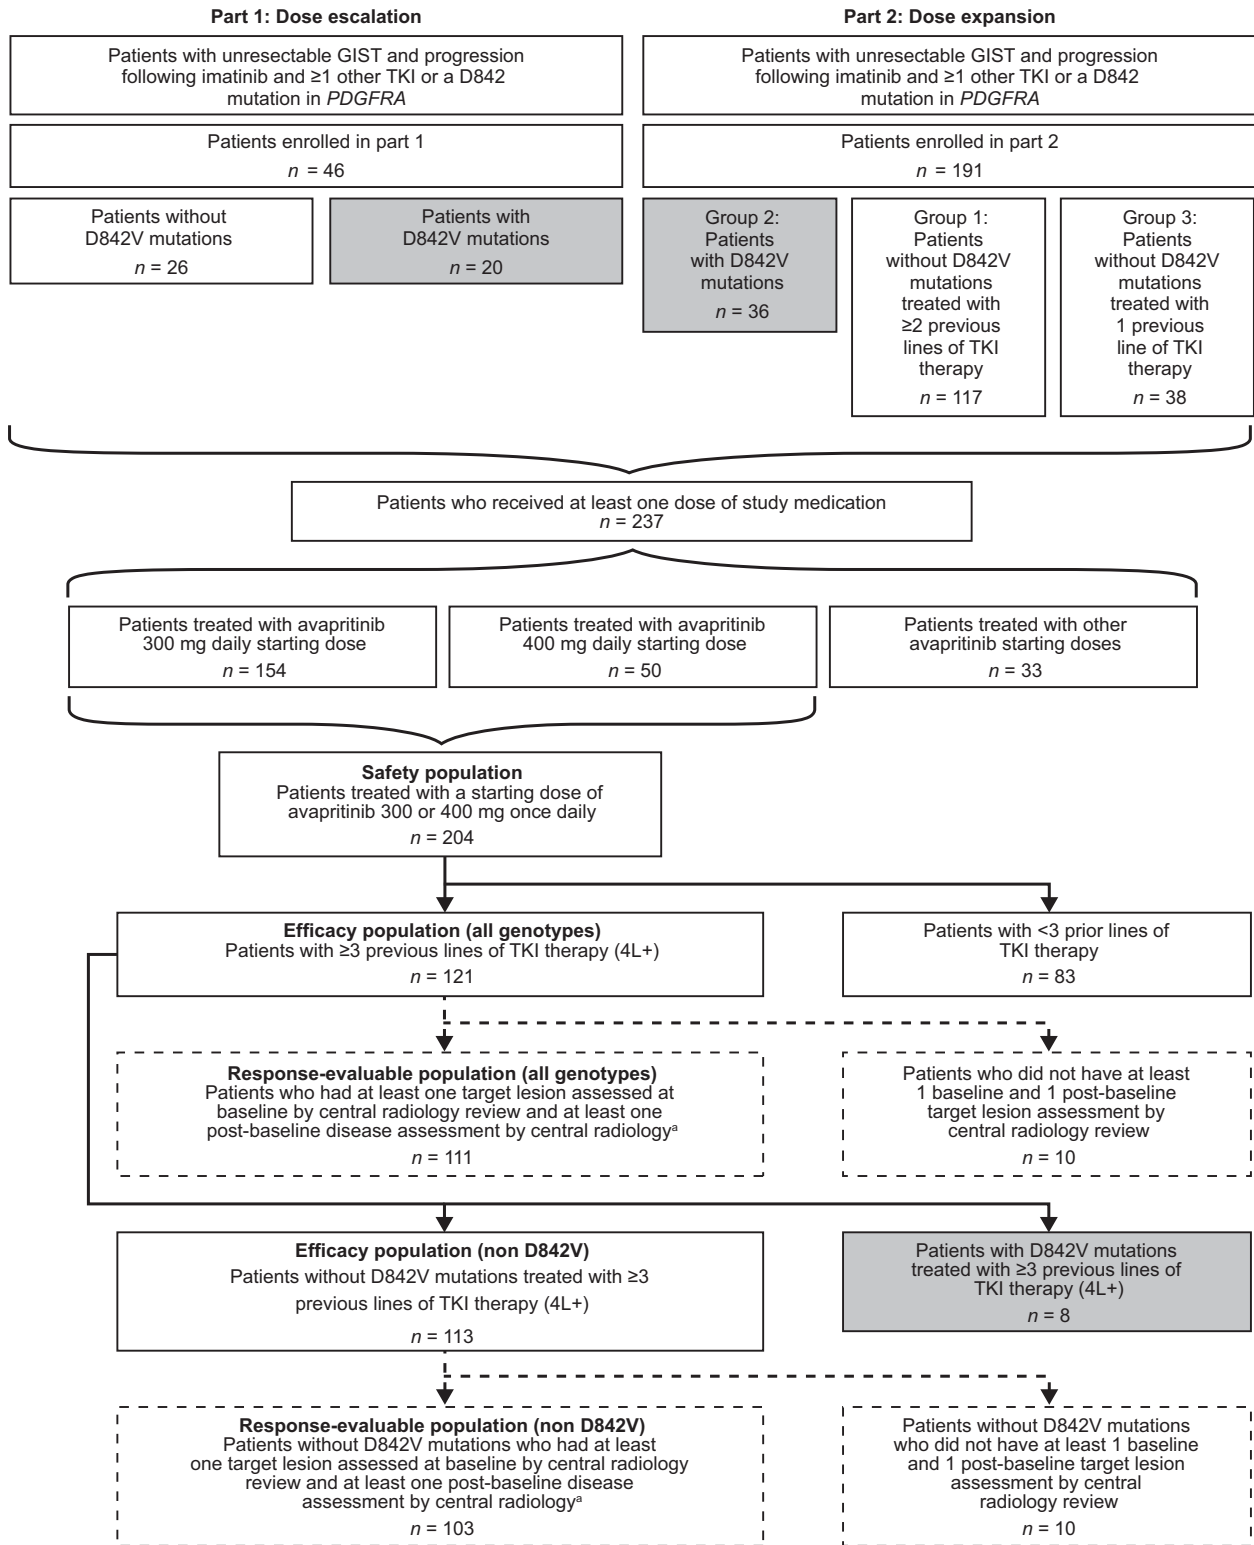 Part 1: Dose escalation
Patients with unresectable GIST and progression
following imatinib and ≥1 other TKI or a D842
mutation in PDGFRA
Patients enrolled in part 1
n = 46
Patients without
D842V mutations
n = 26
Patients with
D842V mutations
n = 20
Part 2: Dose expansion
Patients with unresectable GIST and progression
following imatinib and ≥1 other TKI or a D842
mutation in PDGFRA
Patients enrolled in part 2
n = 191
Group 2:
Patients
with D842V
mutations
n = 36
Group 1:
Patients
without D842V
mutations
treated with
≥2 previous
lines of TKI
therapy
n = 117
Group 3:
Patients
without D842V
mutations
treated with
1 previous
line of TKI
therapy
n = 38
Patients who received at least one dose of study medication
n = 237
Patients treated with avapritinib
300 mg daily starting dose
n = 154
Patients treated with avapritinib
400 mg daily starting dose
n = 50
Patients treated with other
avapritinib starting doses
n = 33
Safety population
Patients treated with a starting dose of
avapritinib 300 or 400 mg once daily
n = 204
Efficacy population (all genotypes)
Patients with ≥3 previous lines of TKI therapy (4L+)
n = 121
Patients with <3 prior lines of
TKI therapy
n = 83
Response-evaluable population (all genotypes)
Patients who had at least one target lesion assessed at
baseline by central radiology review and at least one
post-baseline disease assessment by central radiologyᵃ
n = 111
Patients who did not have at least
1 baseline and 1 post-baseline
target lesion assessment by
central radiology review
n = 10
Efficacy population (non D842V)
Patients without D842V mutations treated with ≥3
previous lines of TKI therapy (4L+)
n = 113
Patients with D842V mutations
treated with ≥3 previous lines of
TKI therapy (4L+)
n = 8
Response-evaluable population (non D842V)
Patients without D842V mutations who had at least
one target lesion assessed at baseline by central radiology
review and at least one post-baseline disease
assessment by central radiologyᵃ
n = 103
Patients without D842V mutations
who did not have at least 1 baseline
and 1 post-baseline target lesion
assessment by central
radiology review
n = 10